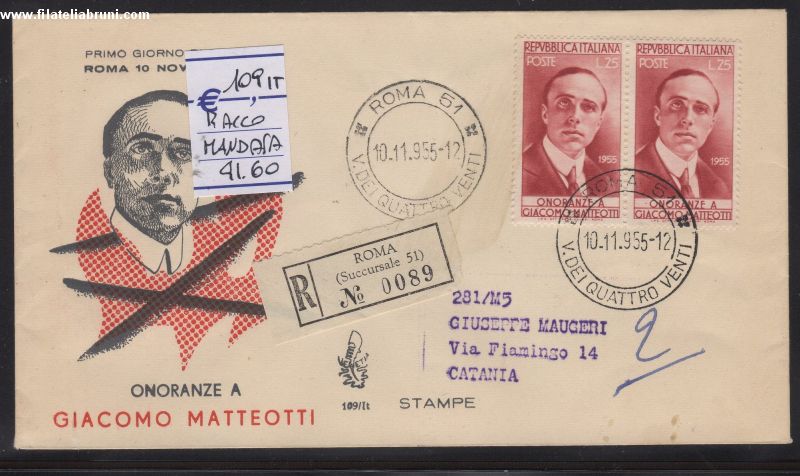 www.filateliabruni.com
PRIMO GIORNO
ROMA 10 NOV
109 IT
€
RACCO
MANDATA
41.60
ROMA 51
10.11.955-12
V. DEI QUATTRO VENTI
REPVBBLICA ITALIANA
POSTE L.25
1955
ONORANZE A
GIACOMO MATTEOTTI
REPVBBLICA ITALIANA
POSTE L.25
1955
ONORANZE A
GIACOMO MATTEOTTI
ROMA 51
10.11.955-12
V. DEI QUATTRO VENTI
R
ROMA
(Succursale 51)
No 0089
281/M5
GIUSEPPE MAUGERI
Via Fiamingo 14
CATANIA
2
ONORANZE A
GIACOMO MATTEOTTI
109/It
STAMPE